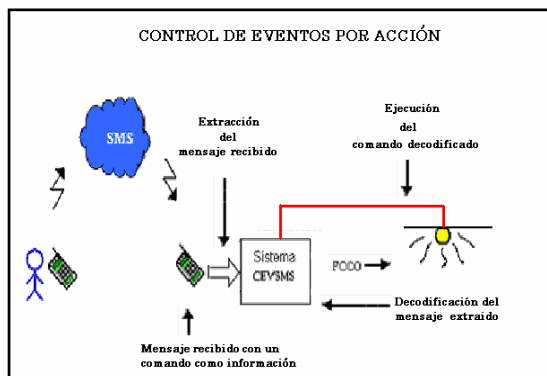 CONTROL DE EVENTOS POR ACCIÓN
Extracción
del
mensaje recibido
Ejecución
del
comando decodificado
SMS
Sistema
CEVSMS
FOCO
Decodificación del
mensaje extraido
Mensaje recibido con un
comando como información